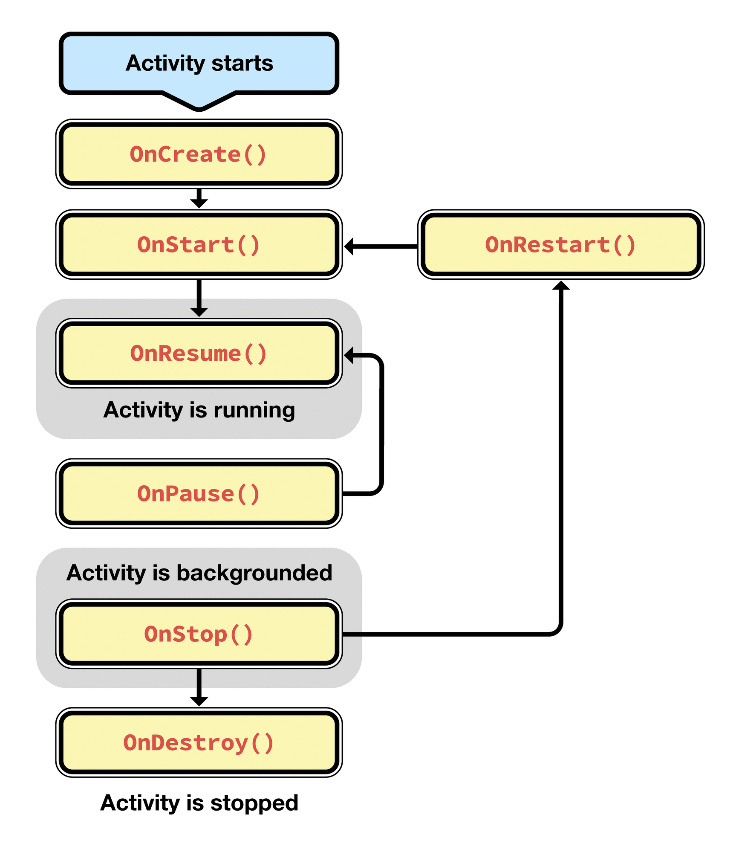 Activity starts
OnCreate()
OnStart()
OnRestart()
OnResume()
Activity is running
OnPause()
Activity is backgrounded
OnStop()
OnDestroy()
Activity is stopped